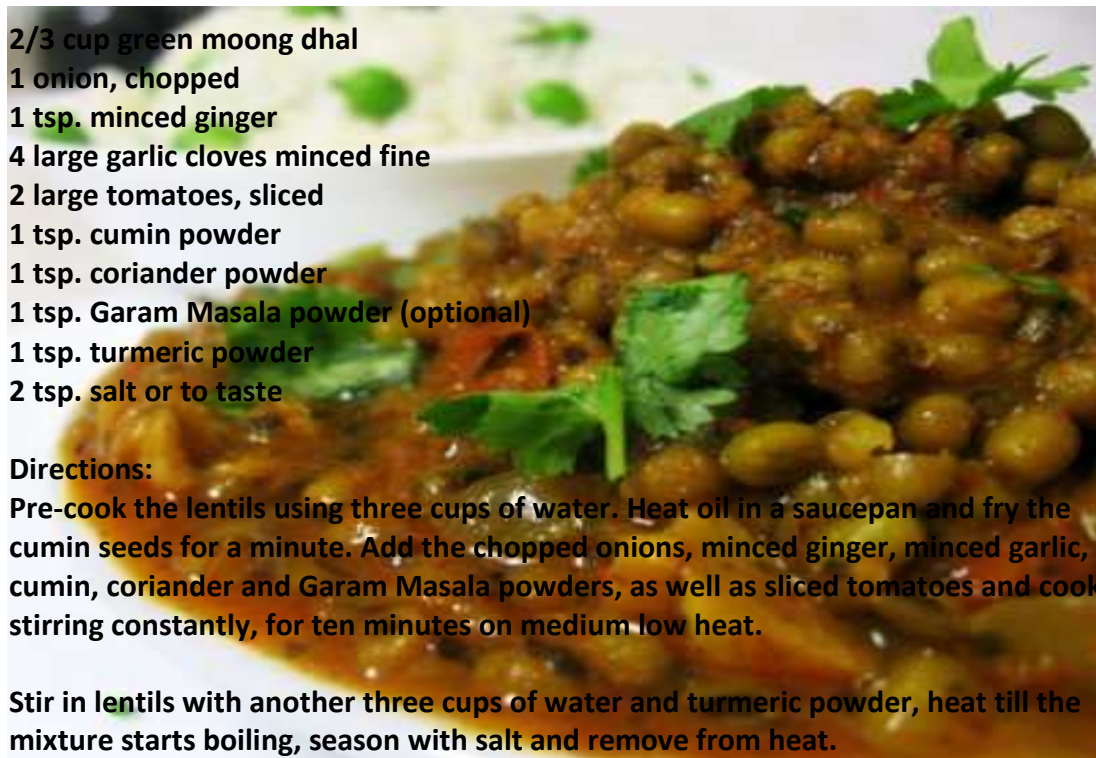 2/3 cup green moong dhal
1 onion, chopped
1 tsp. minced ginger
4 large garlic cloves minced fine
2 large tomatoes, sliced
1 tsp. cumin powder
1 tsp. coriander powder
1 tsp. Garam Masala powder (optional)
1 tsp. turmeric powder
2 tsp. salt or to taste
Directions:
Pre-cook the lentils using three cups of water. Heat oil in a saucepan and fry the
cumin seeds for a minute. Add the chopped onions, minced ginger, minced garlic,
cumin, coriander and Garam Masala powders, as well as sliced tomatoes and cook
stirring constantly, for ten minutes on medium low heat.
Stir in lentils with another three cups of water and turmeric powder, heat till the
mixture starts boiling, season with salt and remove from heat.